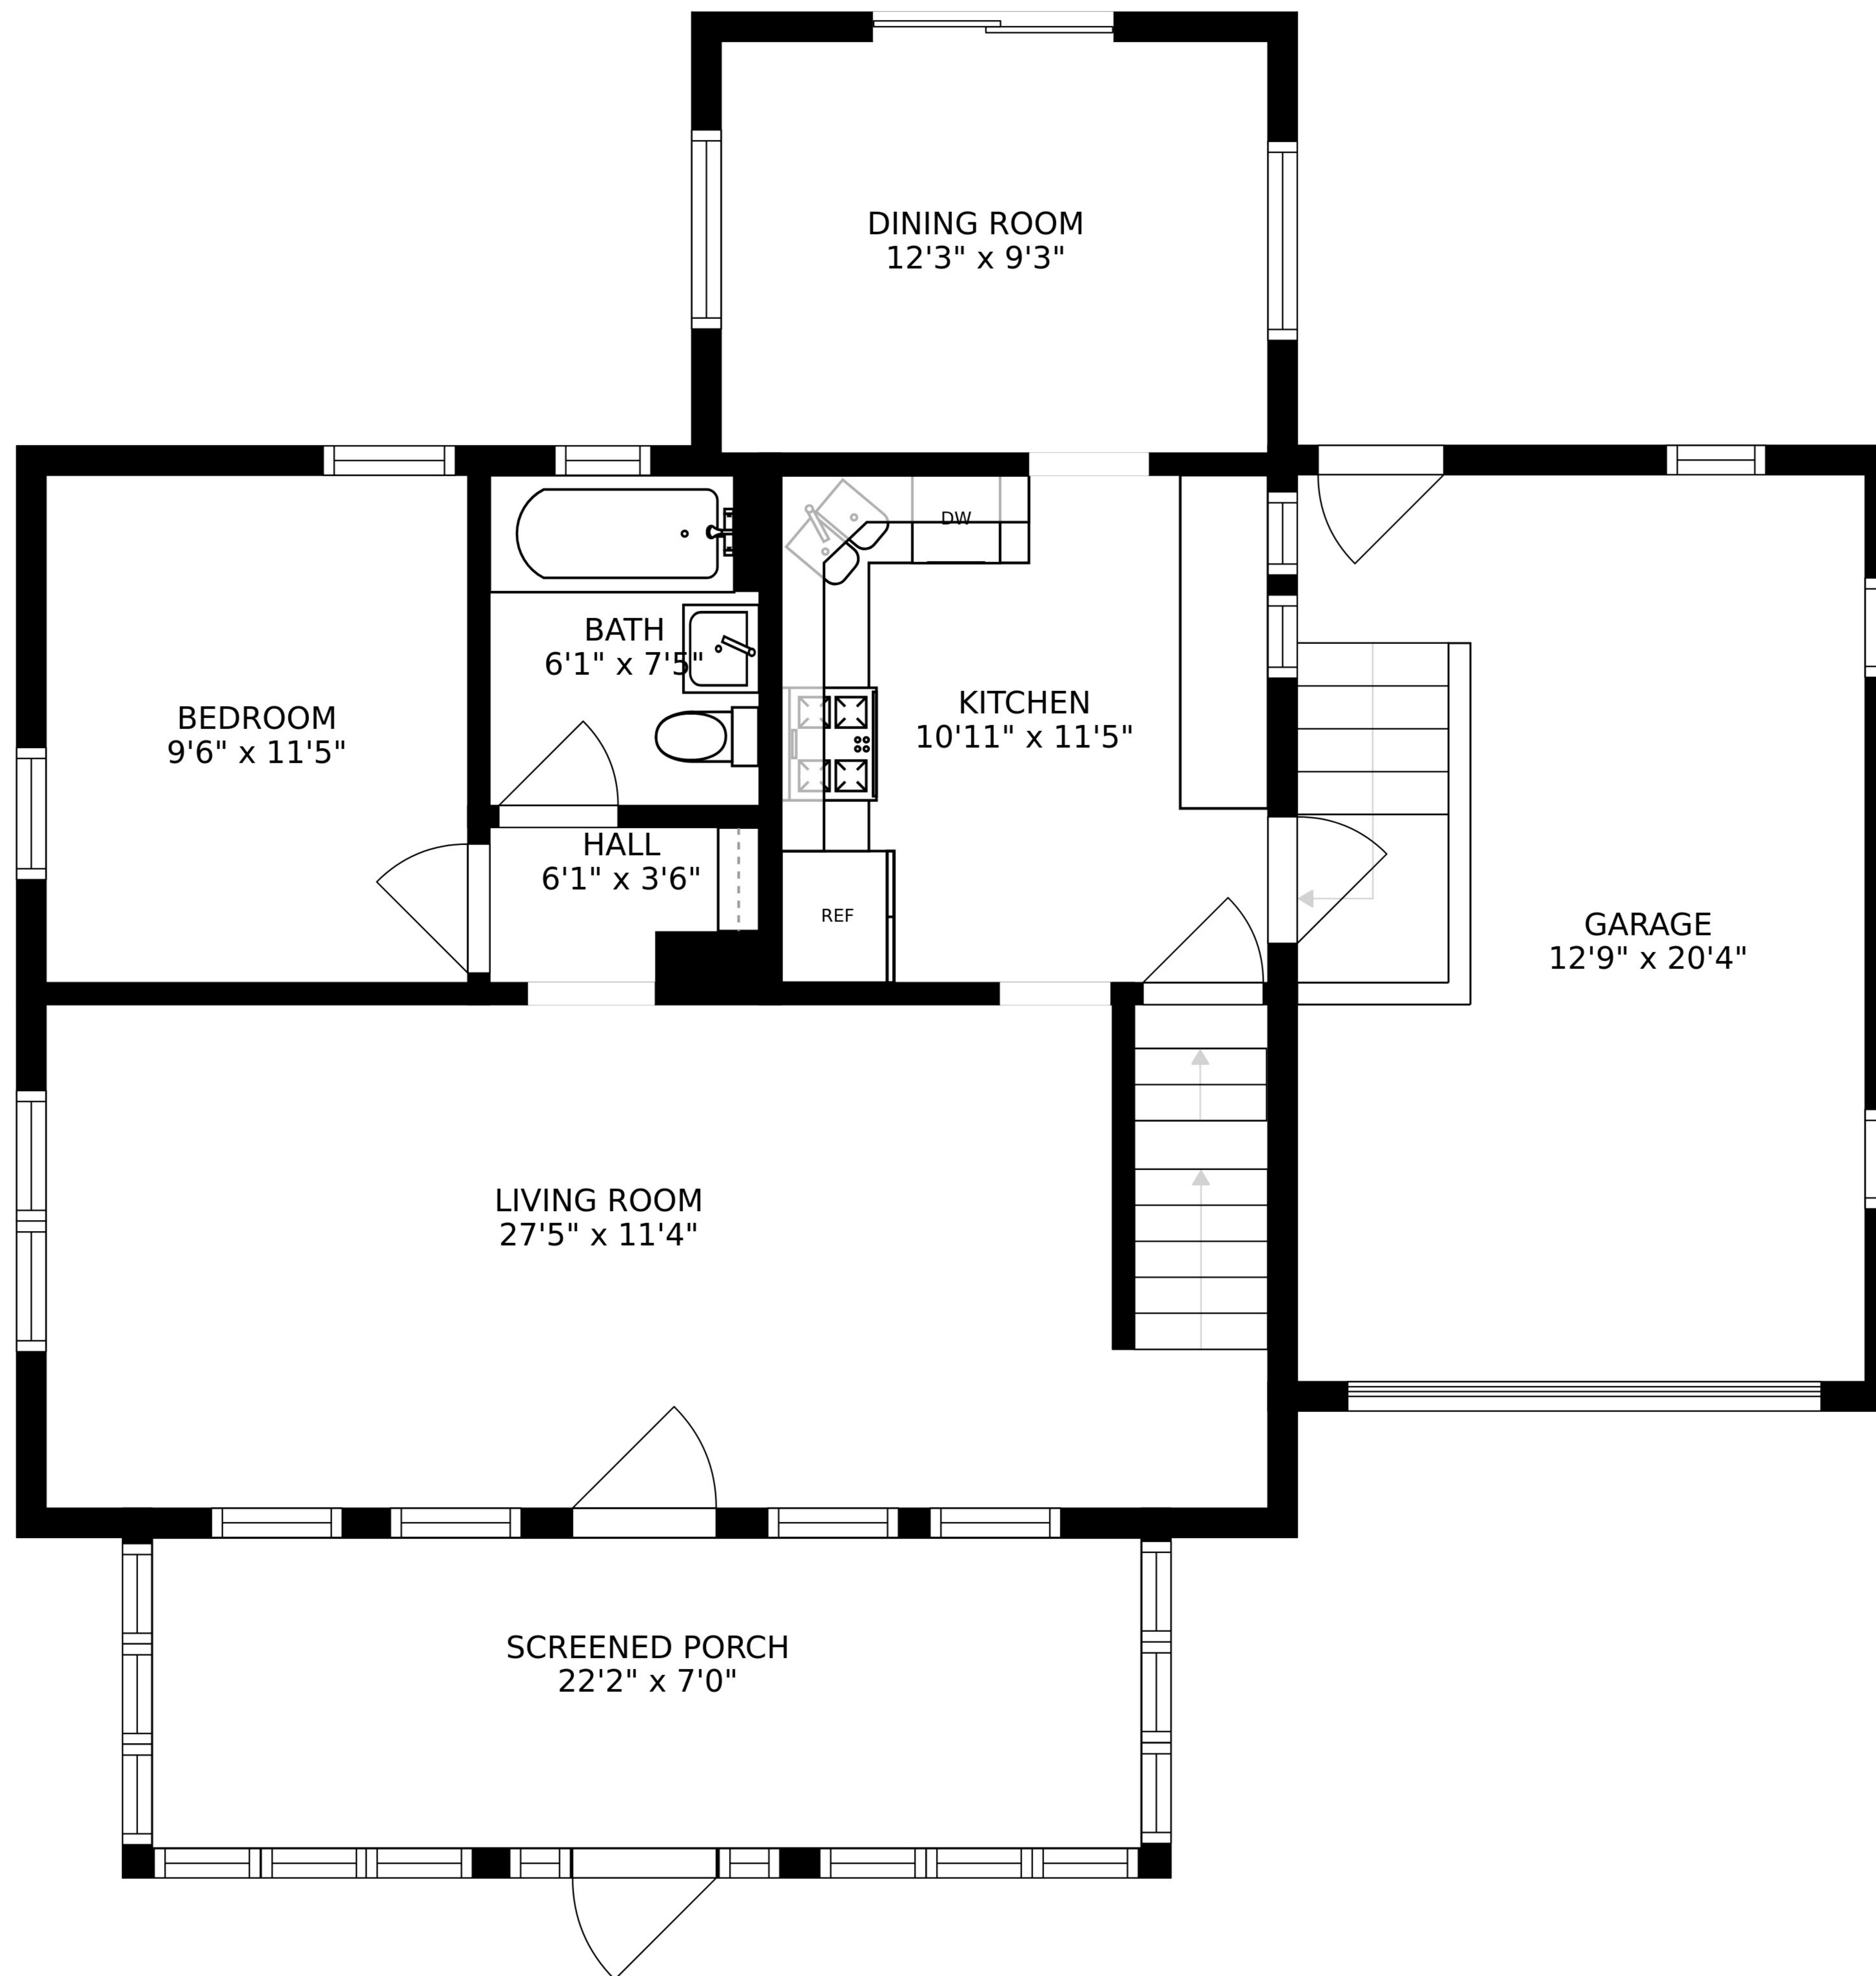 DINING ROOM
12'3" x 9'3"
DW
BATH
6'1" x 7'5"
KITCHEN
10'11" x 11'5"
BEDROOM
9'6" x 11'5"
HALL
6'1" x 3'6"
REF
GARAGE
12'9" x 20'4"
LIVING ROOM
27'5" x 11'4"
SCREENED PORCH
22'2" x 7'0"